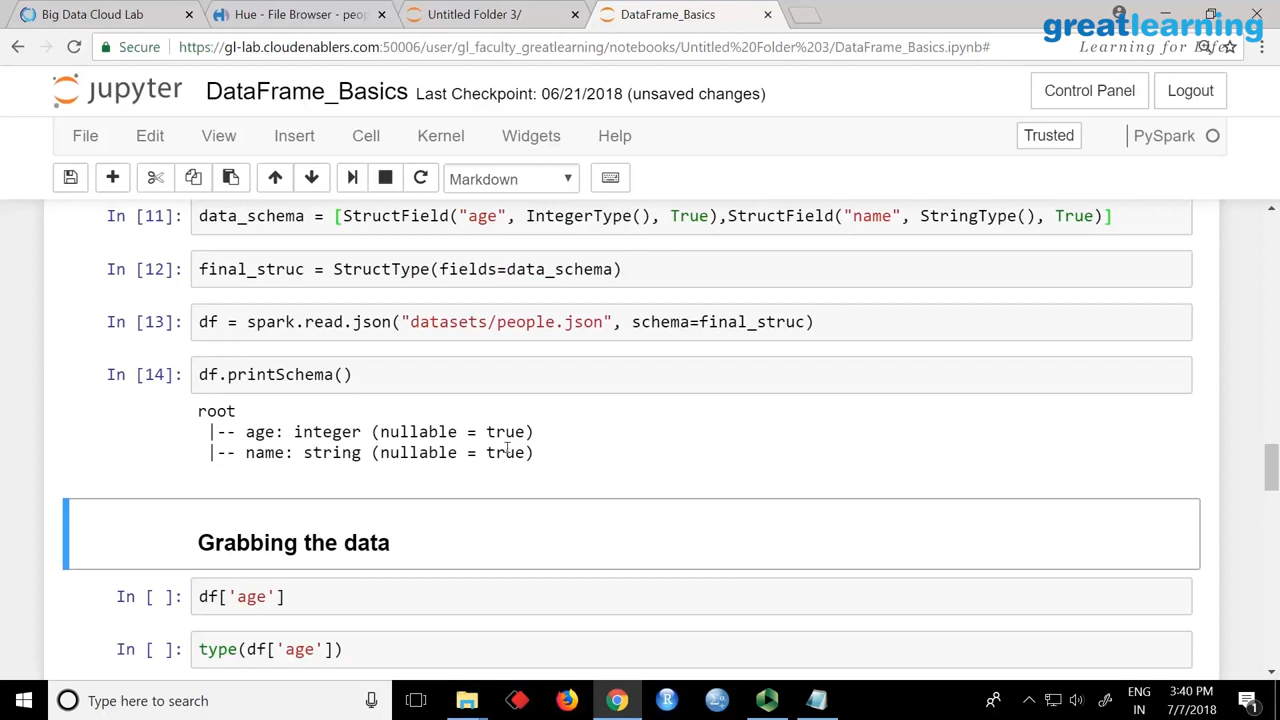 Big Data Cloud Lab
Hue - File Browser - peop
Untitled Folder 3/
DataFrame_Basics
greatlearning
Learning for Life
Secure
https://gl-lab.cloudenablers.com:50006/user/gl_faculty_greatlearning/notebooks/Untitled%20Folder%203/DataFrame_Basics.ipynb#
jupyter DataFrame_Basics Last Checkpoint: 06/21/2018 (unsaved changes)
Control Panel
Logout
File Edit View Insert Cell Kernel Widgets Help
Trusted
PySpark
Markdown
In [11]: data_schema = [StructField("age", IntegerType(), True),StructField("name", StringType(), True)]
In [12]: final_struc = StructType(fields=data_schema)
In [13]: df = spark.read.json("datasets/people.json", schema=final_struc)
In [14]: df.printSchema()
root
|-- age: integer (nullable = true)
|-- name: string (nullable = true)
Grabbing the data
In [ ]: df['age']
In [ ]: type(df['age'])
Type here to search
ENG
IN
3:40 PM
7/7/2018
1